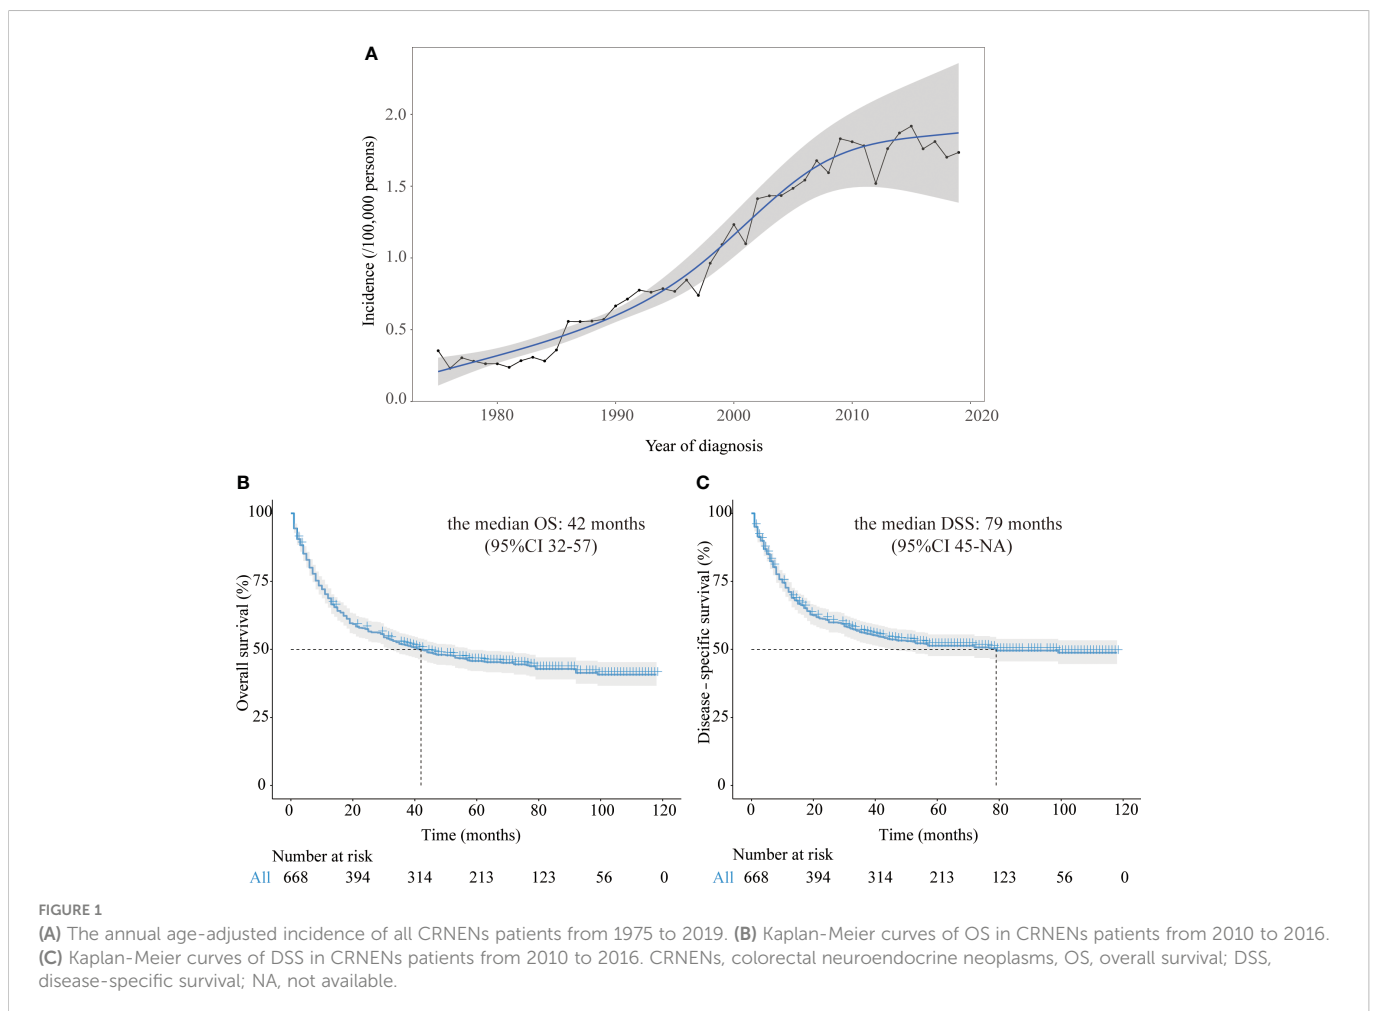 A
Incidence (/100,000 persons)
2.0
1.5
1.0
0.5
0.0
1980 1990 2000 2010 2020
Year of diagnosis
B
Overall survival (%)
100
75
50
25
0
the median OS: 42 months
(95%CI 32-57)
0 20 40 60 80 100 120
Time (months)
Number at risk
All 668 394 314 213 123 56 0
C
Disease - specific survival (%)
100
75
50
25
0
the median DSS: 79 months
(95%CI 45-NA)
0 20 40 60 80 100 120
Time (months)
Number at risk
All 668 394 314 213 123 56 0
FIGURE 1
(A) The annual age-adjusted incidence of all CRNENs patients from 1975 to 2019. (B) Kaplan-Meier curves of OS in CRNENs patients from 2010 to 2016.
(C) Kaplan-Meier curves of DSS in CRNENs patients from 2010 to 2016. CRNENs, colorectal neuroendocrine neoplasms, OS, overall survival; DSS,
disease-specific survival; NA, not available.